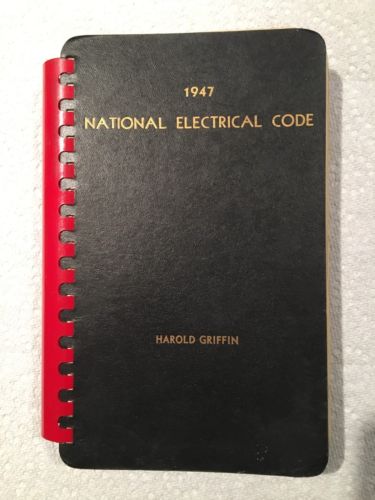 1947
NATIONAL ELECTRICAL CODE
HAROLD GRIFFIN